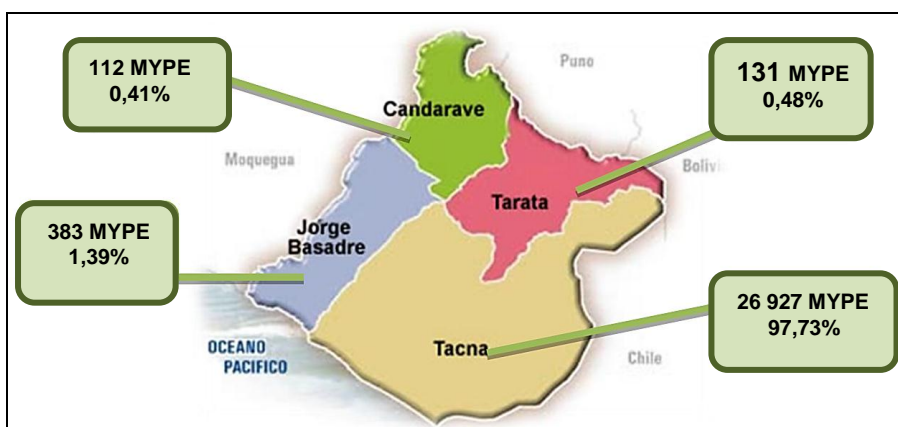 112 MYPE
0,41%
Puno
131 MYPE
0,48%
Candarave
Moquegua
Bolivi
Tarata
383 MYPE
1,39%
Jorge
Basadre
26 927 MYPE
97,73%
OCEANO
PACIFICO
Tacna
Chile